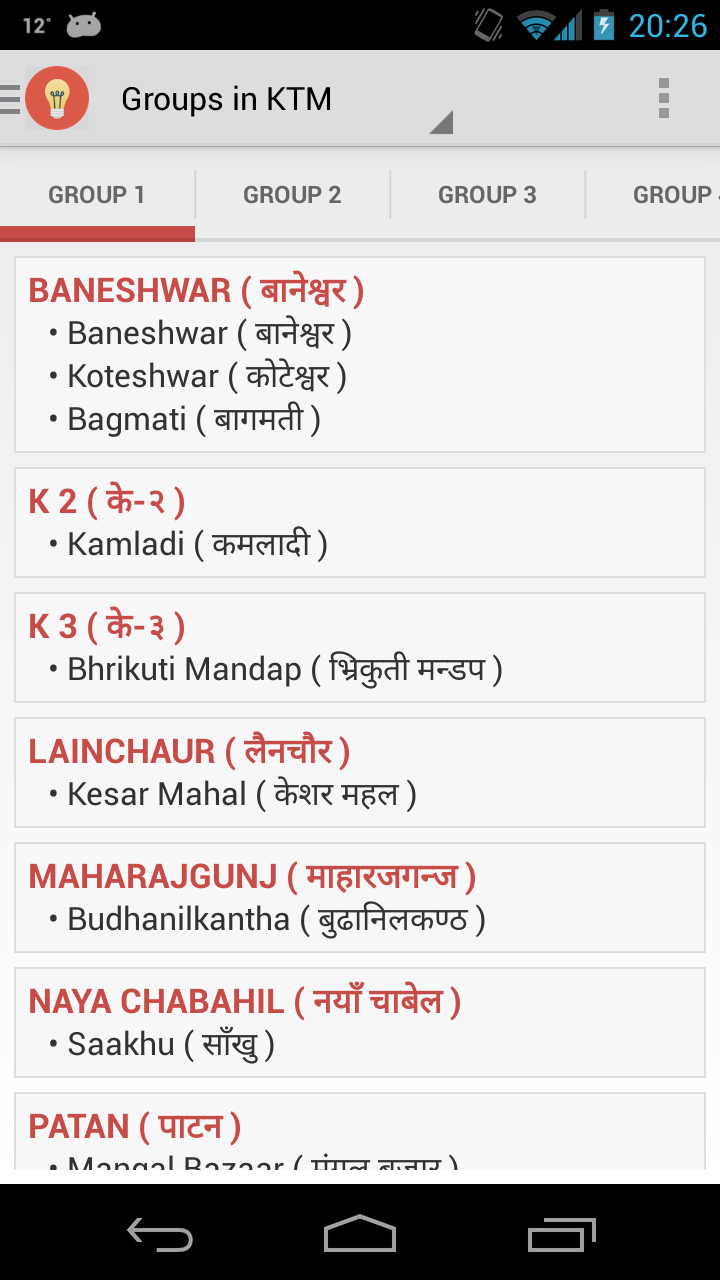 12°
20:26
Groups in KTM
GROUP 1 GROUP 2 GROUP 3 GROUP
BANESHWAR ( बानेश्वर )
• Baneshwar ( बानेश्वर )
• Koteshwar ( कोटेश्वर )
• Bagmati ( बागमती )
K 2 ( के-२ )
• Kamladi ( कमलादी )
K 3 ( के-३ )
• Bhrikuti Mandap ( भ्रिकुती मन्डप )
LAINCHAUR ( लैनचौर )
• Kesar Mahal ( केशर महल )
MAHARAJGUNJ ( माहारजगन्ज )
• Budhanilkantha ( बुढानिलकण्ठ )
NAYA CHABAHIL ( नयाँ चाबेल )
• Saakhu ( साँखु )
PATAN ( पाटन )
• Mangal Bazaar ( मंगल बजार )